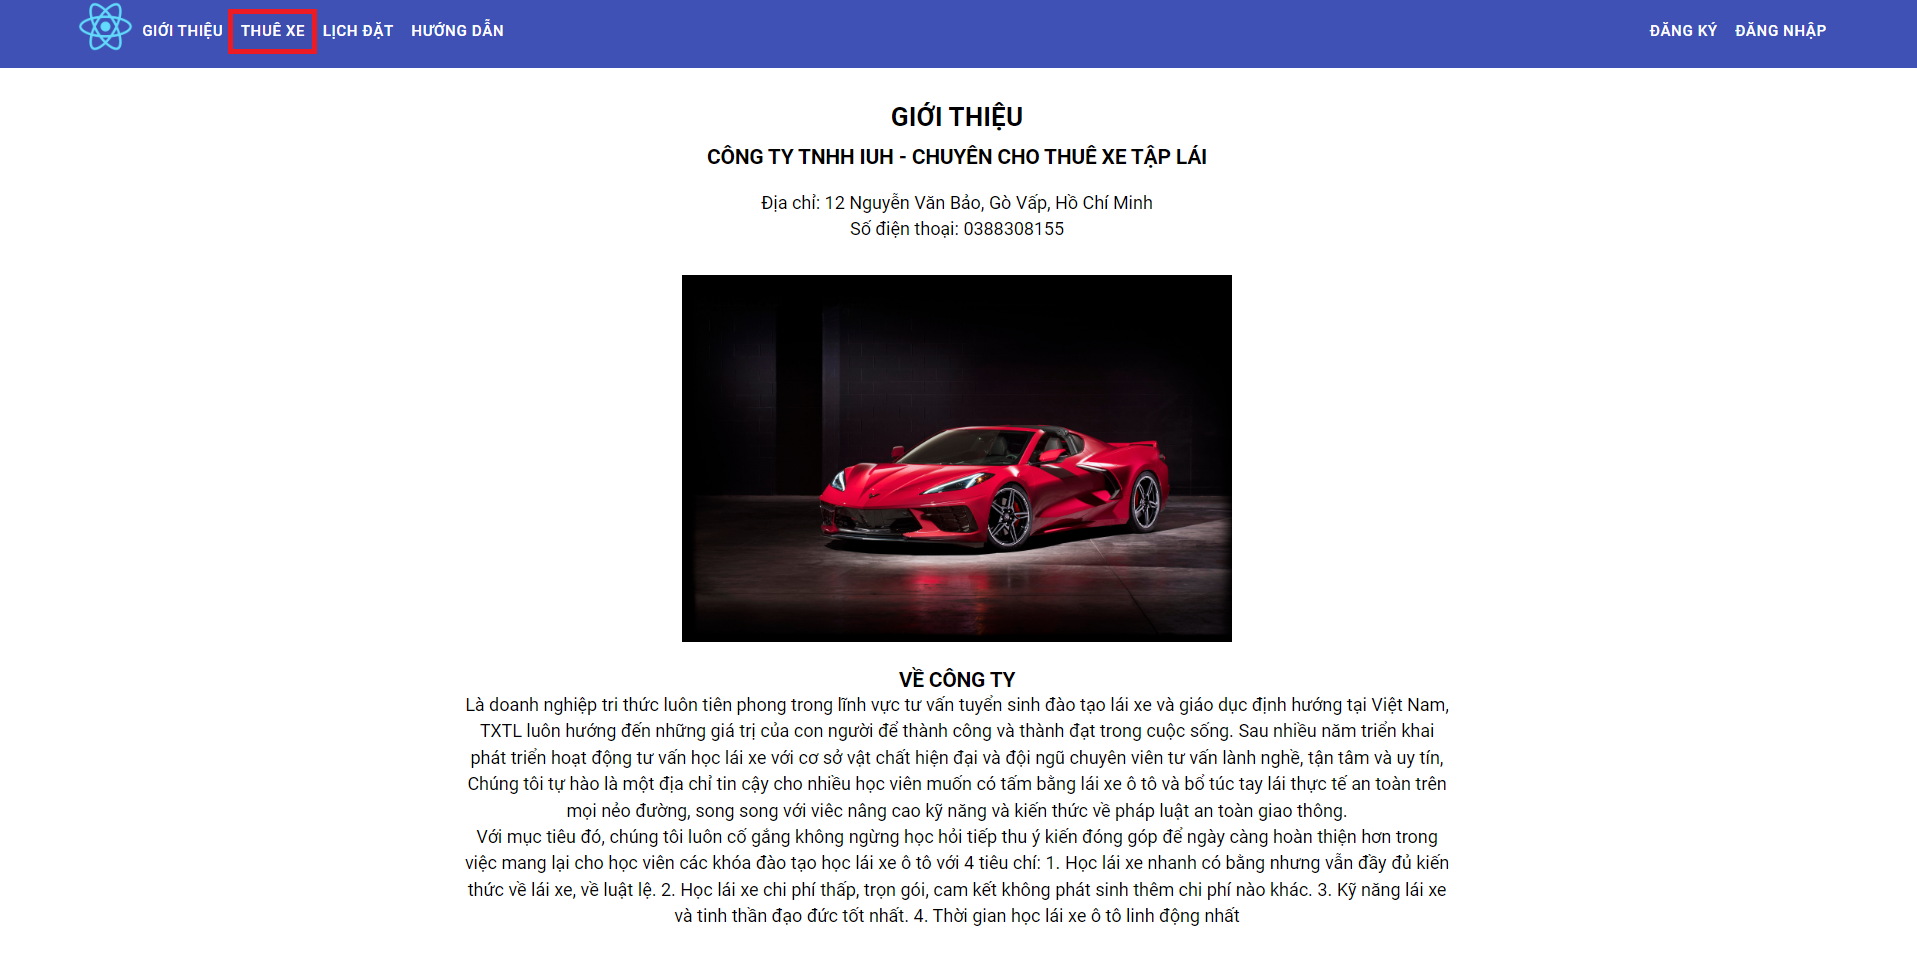 GIỚI THIỆU THUÊ XE LỊCH ĐẶT HƯỚNG DẪN ĐĂNG KÝ ĐĂNG NHẬP
GIỚI THIỆU
CÔNG TY TNHH IUH - CHUYÊN CHO THUÊ XE TẬP LÁI
Địa chỉ: 12 Nguyễn Văn Bảo, Gò Vấp, Hồ Chí Minh
Số điện thoại: 0388308155
VỀ CÔNG TY
Là doanh nghiệp tri thức luôn tiên phong trong lĩnh vực tư vấn tuyển sinh đào tạo lái xe và giáo dục định hướng tại Việt Nam,
TXTL luôn hướng đến những giá trị của con người để thành công và thành đạt trong cuộc sống. Sau nhiều năm triển khai
phát triển hoạt động tư vấn học lái xe với cơ sở vật chất hiện đại và đội ngũ chuyên viên tư vấn lành nghề, tận tâm và uy tín,
Chúng tôi tự hào là một địa chỉ tin cậy cho nhiều học viên muốn có tấm bằng lái xe ô tô và bổ túc tay lái thực tế an toàn trên
mọi nẻo đường, song song với viêc nâng cao kỹ năng và kiến thức về pháp luật an toàn giao thông.
Với mục tiêu đó, chúng tôi luôn cố gắng không ngừng học hỏi tiếp thu ý kiến đóng góp để ngày càng hoàn thiện hơn trong
việc mang lại cho học viên các khóa đào tạo học lái xe ô tô với 4 tiêu chí: 1. Học lái xe nhanh có bằng nhưng vẫn đầy đủ kiến
thức về lái xe, về luật lệ. 2. Học lái xe chi phí thấp, trọn gói, cam kết không phát sinh thêm chi phí nào khác. 3. Kỹ năng lái xe
và tinh thần đạo đức tốt nhất. 4. Thời gian học lái xe ô tô linh động nhất